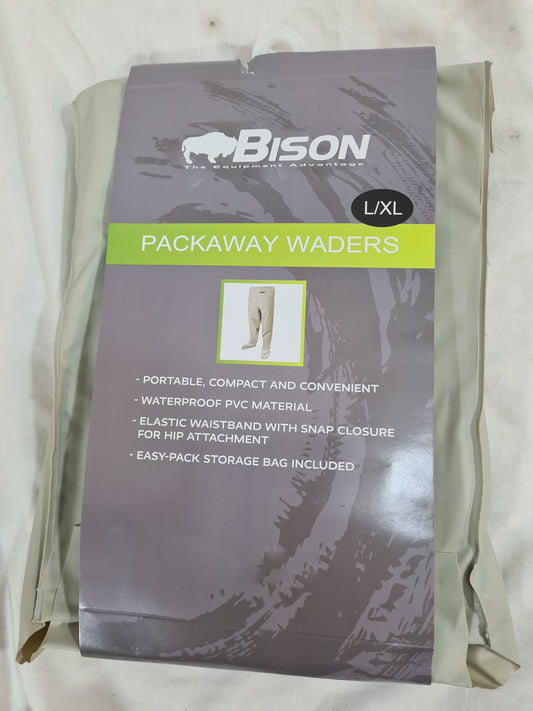 BISON
The Equipment Advantage
L/XL
PACKAWAY WADERS
- PORTABLE, COMPACT AND CONVENIENT
- WATERPROOF PVC MATERIAL
- ELASTIC WAISTBAND WITH SNAP CLOSURE
FOR HIP ATTACHMENT
- EASY-PACK STORAGE BAG INCLUDED